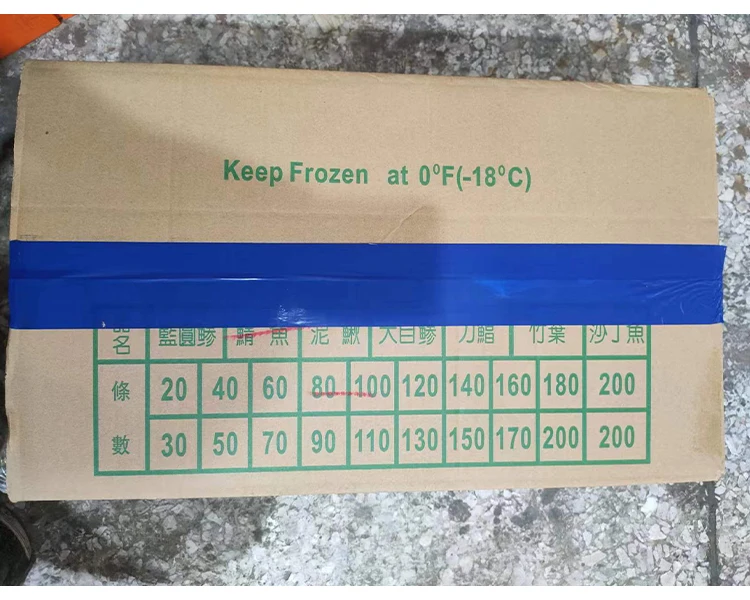 Keep Frozen at 0°F(-18°C)
品名 藍圓鰺 鯖魚 泥鰍 大目鰺 竹葉 沙丁魚
條 20 40 60 80 100 120 140 160 180 200
數 30 50 70 90 110 130 150 170 200 200